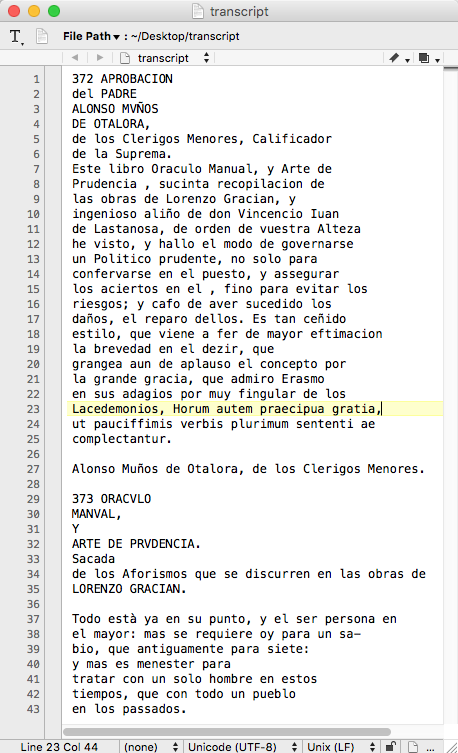 transcript
T. File Path ▾ : ~/Desktop/transcript
transcript
1 372 APROBACION
2 del PADRE
3 ALONSO MVÑOS
4 DE OTALORA,
5 de los Clerigos Menores, Calificador
6 de la Suprema.
7 Este libro Oraculo Manual, y Arte de
8 Prudencia , sucinta recopilacion de
9 las obras de Lorenzo Gracian, y
10 ingenioso aliño de don Vincencio Iuan
11 de Lastanosa, de orden de vuestra Alteza
12 he visto, y hallo el modo de governarse
13 un Politico prudente, no solo para
14 confervarse en el puesto, y assegurar
15 los aciertos en el , fino para evitar los
16 riesgos; y cafo de aver sucedido los
17 daños, el reparo dellos. Es tan ceñido
18 estilo, que viene a fer de mayor eftimacion
19 la brevedad en el dezir, que
20 grangea aun de aplauso el concepto por
21 la grande gracia, que admiro Erasmo
22 en sus adagios por muy fingular de los
23 Lacedemonios, Horum autem praecipua gratia,
24 ut pauciffimis verbis plurimum sententi ae
25 complectantur.
26
27 Alonso Muños de Otalora, de los Clerigos Menores.
28
29 373 ORACVLO
30 MANVAL,
31 Y
32 ARTE DE PRVDENCIA.
33 Sacada
34 de los Aforismos que se discurren en las obras de
35 LORENZO GRACIAN.
36
37 Todo està ya en su punto, y el ser persona en
38 el mayor: mas se requiere oy para un sa–
39 bio, que antiguamente para siete:
40 y mas es menester para
41 tratar con un solo hombre en estos
42 tiempos, que con todo un pueblo
43 en los passados.
Line 23 Col 44 (none) Unicode (UTF-8) Unix (LF) ...